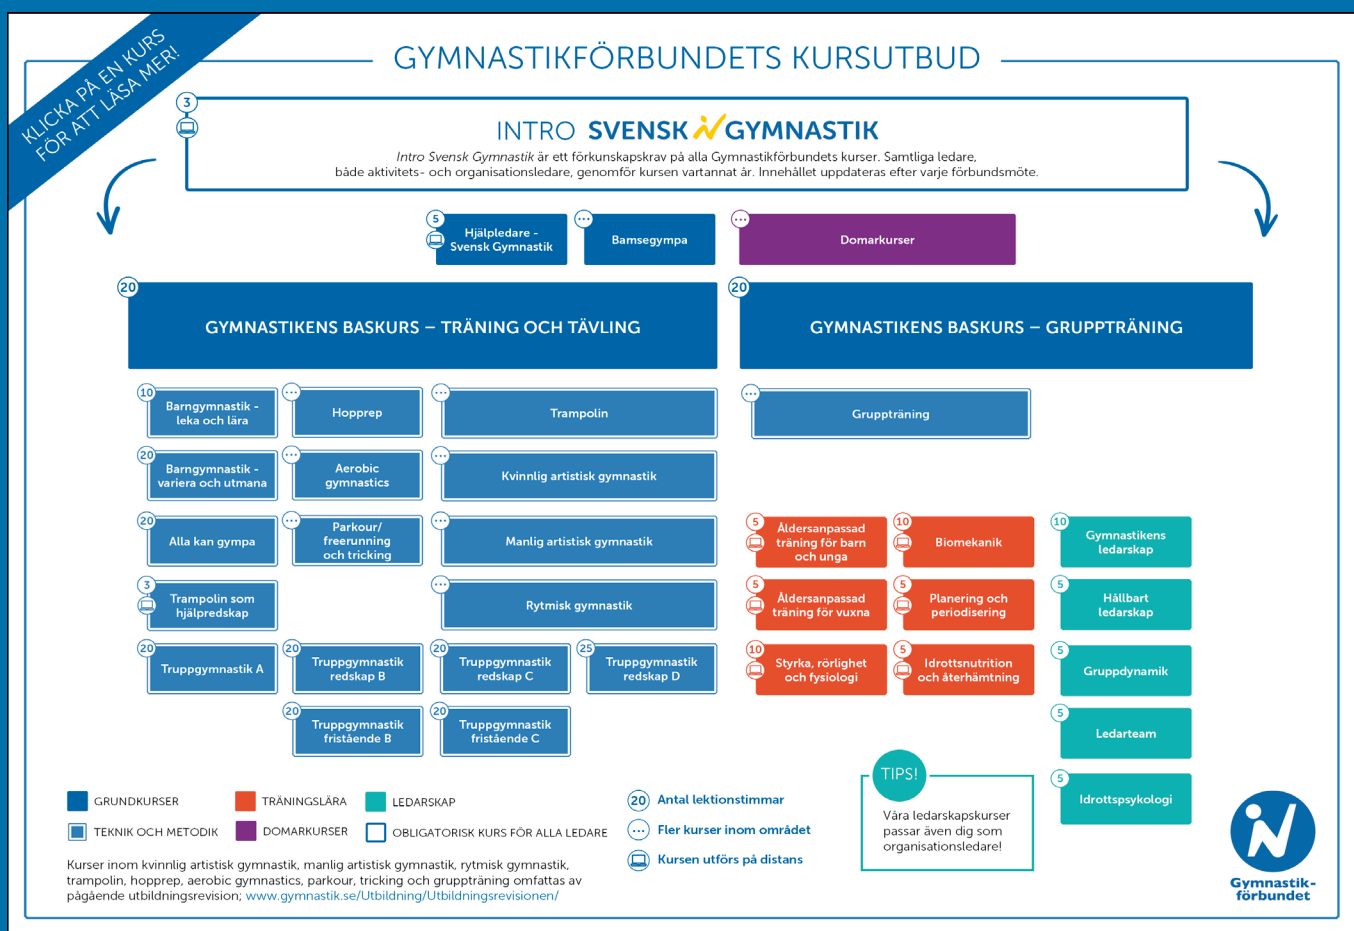 KLICKA PÅ EN KURS
FÖR ATT LÄSA MER!
GYMNASTIKFÖRBUNDETS KURSUTBUD
3
INTRO SVENSK GYMNASTIK
Intro Svensk Gymnastik är ett förkunskapskrav på alla Gymnastikförbundets kurser. Samtliga ledare,
både aktivitets- och organisationsledare, genomför kursen vartannat år. Innehållet uppdateras efter varje förbundsmöte.
5
Hjälpledare -
Svensk Gymnastik
...
Bamsegympa
...
Domarkurser
20
GYMNASTIKENS BASKURS – TRÄNING OCH TÄVLING
20
GYMNASTIKENS BASKURS – GRUPPTRÄNING
10
Barngymnastik -
leka och lära
...
Hopprep
...
Trampolin
...
Gruppträning
20
Barngymnastik -
variera och utmana
...
Aerobic
gymnastics
...
Kvinnlig artistisk gymnastik
20
Alla kan gympa
...
Parkour/
freerunning
och tricking
...
Manlig artistisk gymnastik
5
Åldersanpassad
träning för barn
och unga
10
Biomekanik
10
Gymnastikens
ledarskap
3
Trampolin som
hjälpredskap
...
Rytmisk gymnastik
5
Åldersanpassad
träning för vuxna
5
Planering och
periodisering
5
Hållbart
ledarskap
20
Truppgymnastik A
20
Truppgymnastik
redskap B
20
Truppgymnastik
redskap C
25
Truppgymnastik
redskap D
10
Styrka, rörlighet
och fysiologi
5
Idrottsnutrition
och återhämtning
5
Gruppdynamik
20
Truppgymnastik
fristående B
20
Truppgymnastik
fristående C
5
Ledarteam
5
Idrottspsykologi
TIPS!
Våra ledarskapskurser
passar även dig som
organisationsledare!
GRUNDKURSER
TRÄNINGSLÄRA
LEDARSKAP
TEKNIK OCH METODIK
DOMARKURSER
OBLIGATORISK KURS FÖR ALLA LEDARE
20 Antal lektionstimmar
... Fler kurser inom området
Kursen utförs på distans
Kurser inom kvinnlig artistisk gymnastik, manlig artistisk gymnastik, rytmisk gymnastik,
trampolin, hopprep, aerobic gymnastics, parkour, tricking och gruppträning omfattas av
pågående utbildningsrevision; www.gymnastik.se/Utbildning/Utbildningsrevisionen/
Gymnastik-
förbundet